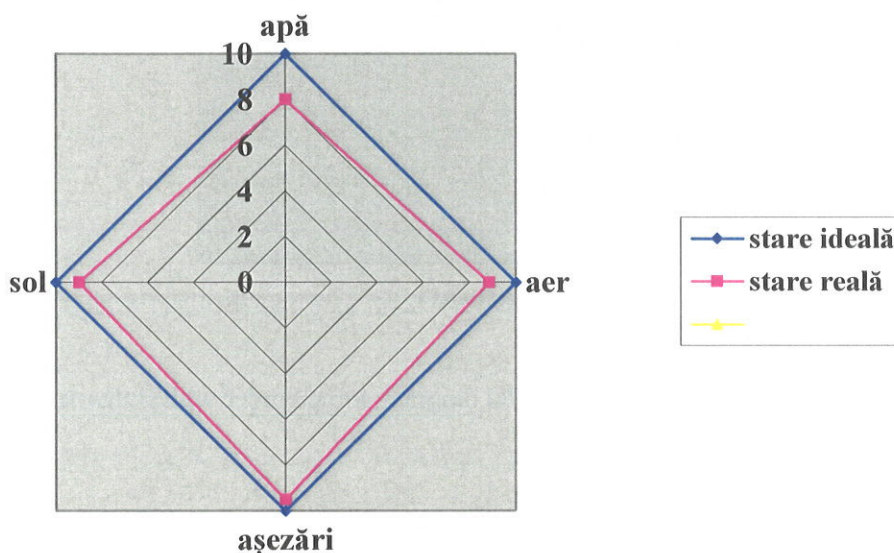 apă
10
8
6
4
2
0
sol
aer
așezări
stare ideală
stare reală